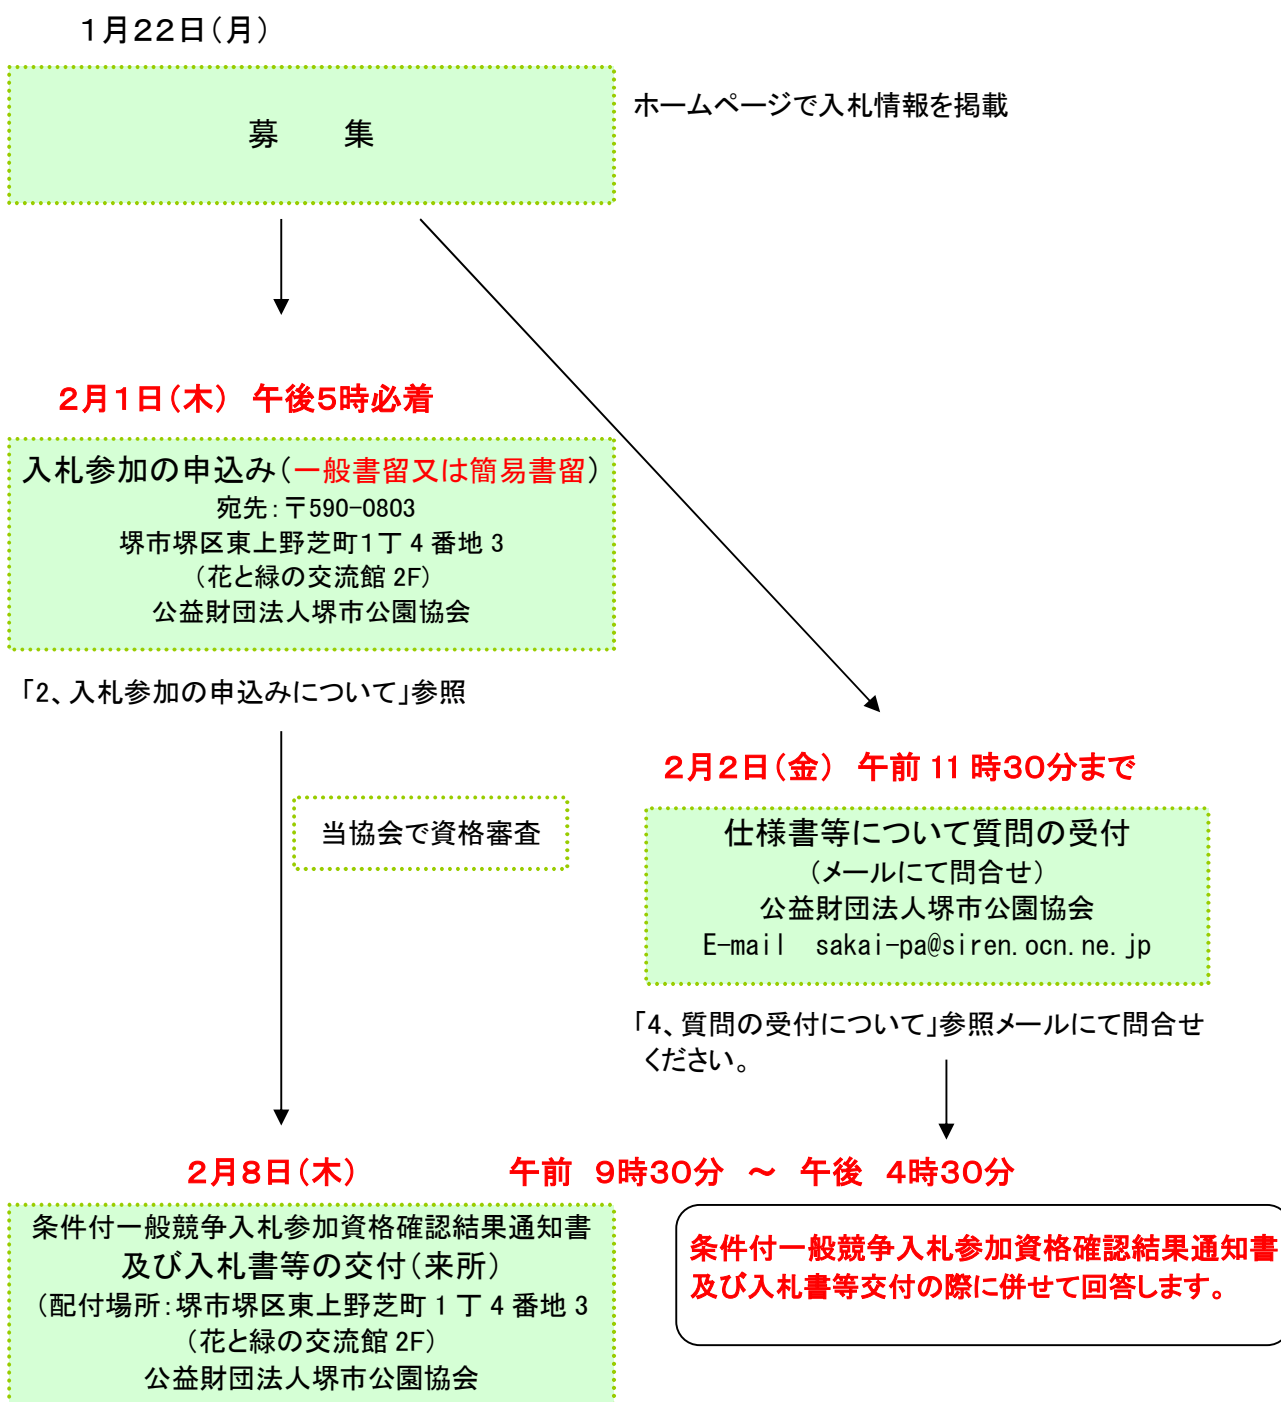 1月22日(月)
募　　集
ホームページで入札情報を掲載
2月1日(木)　午後5時必着
入札参加の申込み(一般書留又は簡易書留)
宛先:〒590-0803
堺市堺区東上野芝町1丁4番地3
(花と緑の交流館 2F)
公益財団法人堺市公園協会
「2、入札参加の申込みについて」参照
当協会で資格審査
2月2日(金)　午前 11 時30分まで
仕様書等について質問の受付
(メールにて問合せ)
公益財団法人堺市公園協会
E-mail　sakai-pa@siren.ocn.ne.jp
「4、質問の受付について」参照メールにて問合せ
ください。
2月8日(木)　　　　午前　9時30分　～　午後　4時30分
条件付一般競争入札参加資格確認結果通知書
及び入札書等の交付(来所)
(配付場所:堺市堺区東上野芝町 1 丁 4 番地 3
(花と緑の交流館 2F)
公益財団法人堺市公園協会
条件付一般競争入札参加資格確認結果通知書
及び入札書等交付の際に併せて回答します。